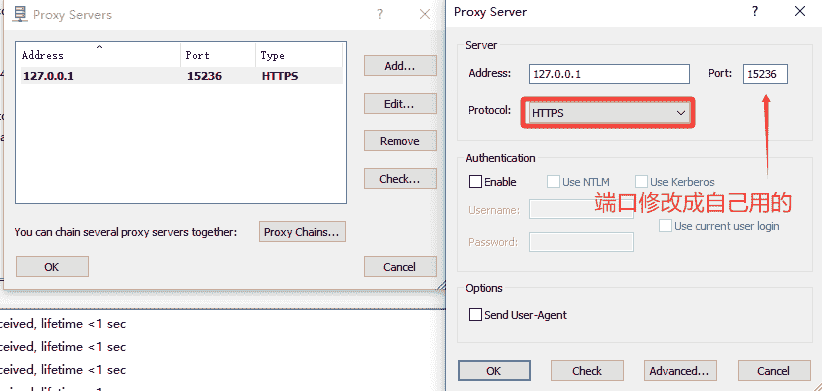 Proxy Servers
?
Address Port Type
127.0.0.1 15236 HTTPS
Add...
Edit...
Remove
Check...
You can chain several proxy servers together:
Proxy Chains...
OK
Cancel
ceived, lifetime <1 sec
ceived, lifetime <1 sec
ceived, lifetime <1 sec
Proxy Server
?
Server
Address: 127.0.0.1 Port: 15236
Protocol: HTTPS
Authentication
Enable Use NTLM Use Kerberos
端口修改成自己用的
Username:
Use current user login
Password:
Options
Send User-Agent
OK Check Advanced... Cancel